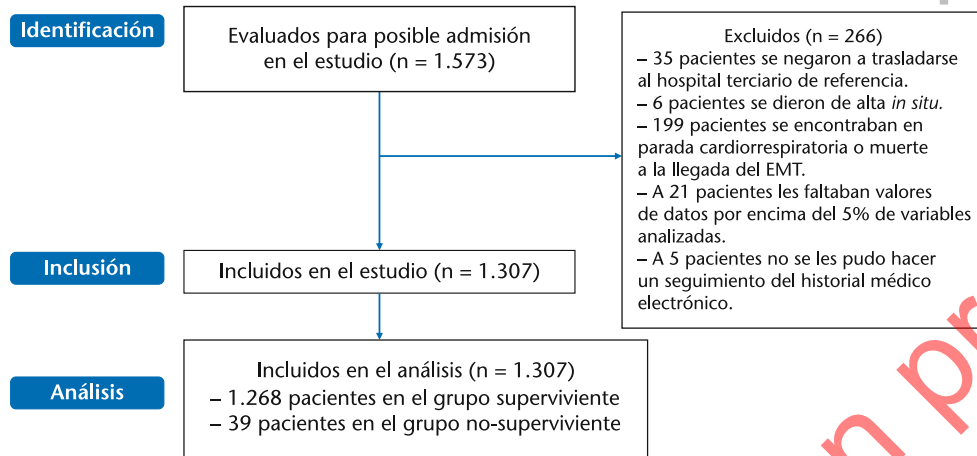 Identificación
Evaluados para posible admisión
en el estudio (n = 1.573)
Excluidos (n = 266)
– 35 pacientes se negaron a trasladarse
al hospital terciario de referencia.
– 6 pacientes se dieron de alta in situ.
– 199 pacientes se encontraban en
parada cardiorrespiratoria o muerte
a la llegada del EMT.
– A 21 pacientes les faltaban valores
de datos por encima del 5% de variables
analizadas.
– A 5 pacientes no se les pudo hacer
un seguimiento del historial médico
electrónico.
Inclusión
Incluidos en el estudio (n = 1.307)
Análisis
Incluidos en el análisis (n = 1.307)
– 1.268 pacientes en el grupo superviviente
– 39 pacientes en el grupo no-superviviente
n pr